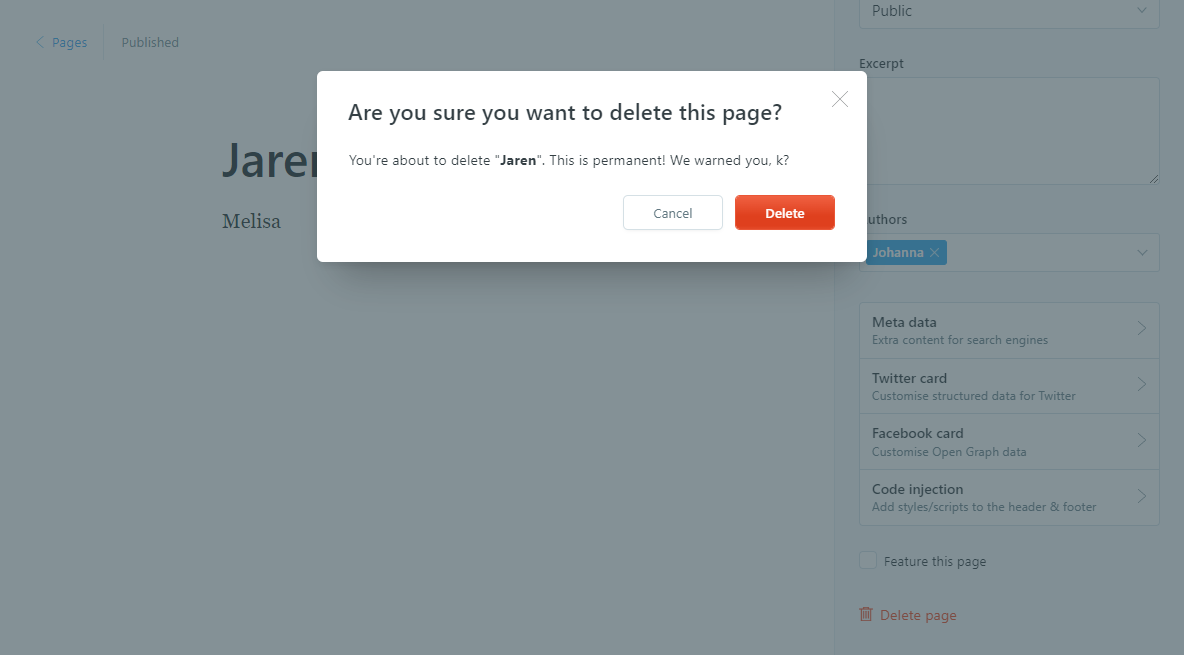 Public
Pages
Published
Excerpt
Are you sure you want to delete this page?
You're about to delete "Jaren". This is permanent! We warned you, k?
Cancel
Delete
Jaren
Melisa
uthors
Johanna
Meta data
Extra content for search engines
Twitter card
Customise structured data for Twitter
Facebook card
Customise Open Graph data
Code injection
Add styles/scripts to the header & footer
Feature this page
Delete page